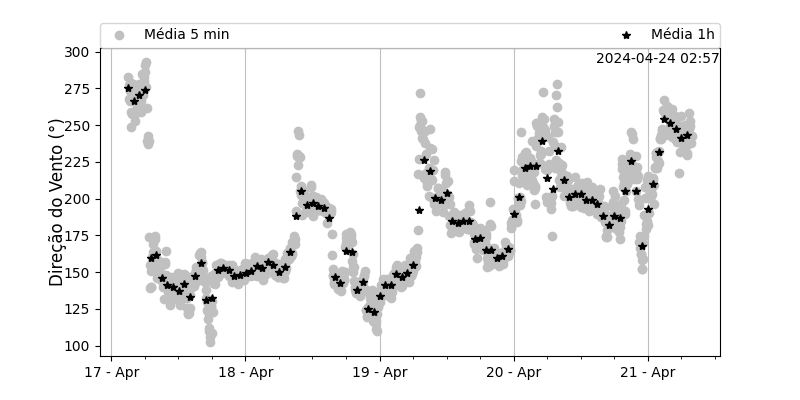 Média 5 min
Média 1h
2024-04-24 02:57
Direção do Vento (°)
300
275
250
225
200
175
150
125
100
17 - Apr
18 - Apr
19 - Apr
20 - Apr
21 - Apr